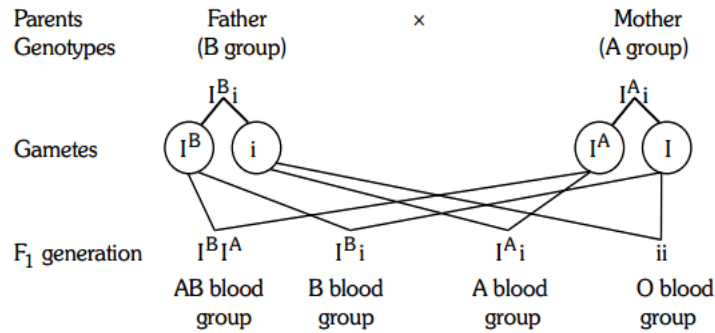 Parents Father × Mother
Genotypes (B group) (A group)
I^B i I^A i
Gametes I^B i I^A I
F₁ generation I^B I^A I^B i I^A i ii
AB blood B blood A blood O blood
group group group group